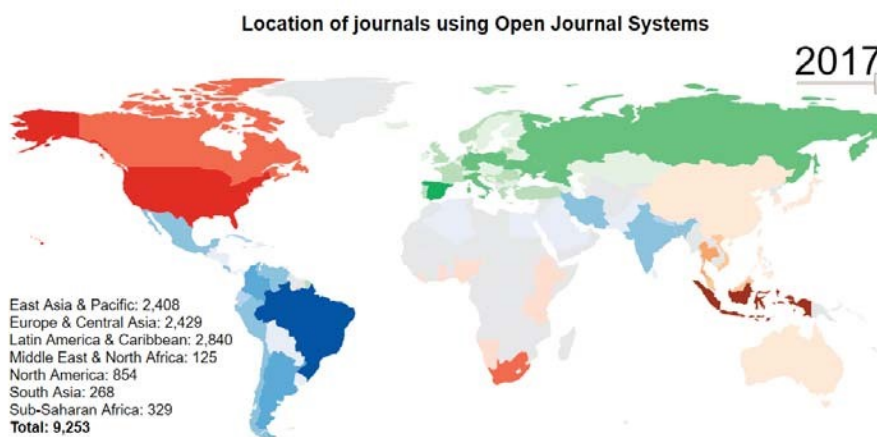 Location of journals using Open Journal Systems
2017
East Asia & Pacific: 2,408
Europe & Central Asia: 2,429
Latin America & Caribbean: 2,840
Middle East & North Africa: 125
North America: 854
South Asia: 268
Sub-Saharan Africa: 329
Total: 9,253